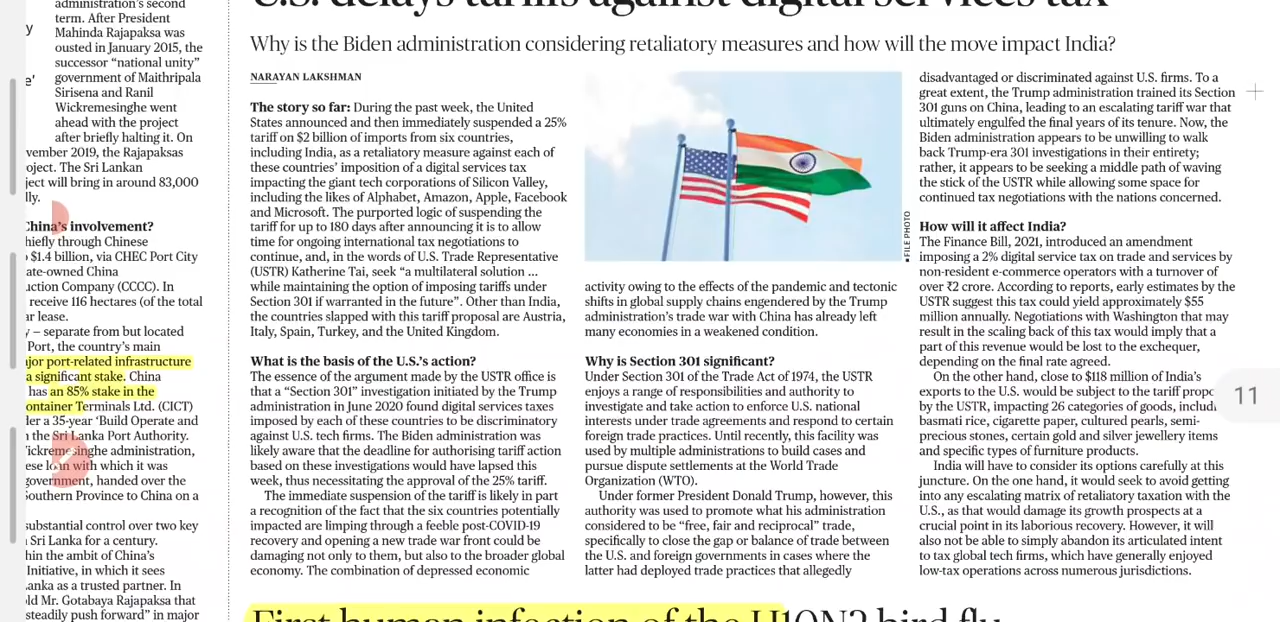 administration's second
term. After President
Mahinda Rajapaksa was
ousted in January 2015, the
successor “national unity”
government of Maithripala
Sirisena and Ranil
Wickremesinghe went
ahead with the project
after briefly halting it. On
vember 2019, the Rajapaksas
oject. The Sri Lankan
ject will bring in around 83,000
lly.
China's involvement?
hiefly through Chinese
$1.4 billion, via CHEC Port City
ate-owned China
uction Company (CCCC). In
receive 116 hectares (of the total
ar lease.
y – separate from but located
Port, the country's main
ajor port-related infrastructure
a significant stake. China
has an 85% stake in the
ontainer Terminals Ltd. (CICT)
der a 35-year ‘Build Operate and
n the Sri Lanka Port Authority.
Wickremesinghe administration,
ese loan with which it was
government, handed over the
Southern Province to China on a
substantial control over two key
Sri Lanka for a century.
hin the ambit of China's
Initiative, in which it sees
anka as a trusted partner. In
ld Mr. Gotabaya Rajapaksa that
steadily push forward” in major
U.S. delays tariffs against digital services tax
Why is the Biden administration considering retaliatory measures and how will the move impact India?
NARAYAN LAKSHMAN
The story so far: During the past week, the United
States announced and then immediately suspended a 25%
tariff on $2 billion of imports from six countries,
including India, as a retaliatory measure against each of
these countries' imposition of a digital services tax
impacting the giant tech corporations of Silicon Valley,
including the likes of Alphabet, Amazon, Apple, Facebook
and Microsoft. The purported logic of suspending the
tariff for up to 180 days after announcing it is to allow
time for ongoing international tax negotiations to
continue, and, in the words of U.S. Trade Representative
(USTR) Katherine Tai, seek “a multilateral solution ...
while maintaining the option of imposing tariffs under
Section 301 if warranted in the future”. Other than India,
the countries slapped with this tariff proposal are Austria,
Italy, Spain, Turkey, and the United Kingdom.
What is the basis of the U.S.'s action?
The essence of the argument made by the USTR office is
that a “Section 301” investigation initiated by the Trump
administration in June 2020 found digital services taxes
imposed by each of these countries to be discriminatory
against U.S. tech firms. The Biden administration was
likely aware that the deadline for authorising tariff action
based on these investigations would have lapsed this
week, thus necessitating the approval of the 25% tariff.
The immediate suspension of the tariff is likely in part
a recognition of the fact that the six countries potentially
impacted are limping through a feeble post-COVID-19
recovery and opening a new trade war front could be
damaging not only to them, but also to the broader global
economy. The combination of depressed economic
FILE PHOTO
activity owing to the effects of the pandemic and tectonic
shifts in global supply chains engendered by the Trump
administration's trade war with China has already left
many economies in a weakened condition.
Why is Section 301 significant?
Under Section 301 of the Trade Act of 1974, the USTR
enjoys a range of responsibilities and authority to
investigate and take action to enforce U.S. national
interests under trade agreements and respond to certain
foreign trade practices. Until recently, this facility was
used by multiple administrations to build cases and
pursue dispute settlements at the World Trade
Organization (WTO).
Under former President Donald Trump, however, this
authority was used to promote what his administration
considered to be “free, fair and reciprocal” trade,
specifically to close the gap or balance of trade between
the U.S. and foreign governments in cases where the
latter had deployed trade practices that allegedly
disadvantaged or discriminated against U.S. firms. To a
great extent, the Trump administration trained its Section
301 guns on China, leading to an escalating tariff war that
ultimately engulfed the final years of its tenure. Now, the
Biden administration appears to be unwilling to walk
back Trump-era 301 investigations in their entirety;
rather, it appears to be seeking a middle path of waving
the stick of the USTR while allowing some space for
continued tax negotiations with the nations concerned.
How will it affect India?
The Finance Bill, 2021, introduced an amendment
imposing a 2% digital service tax on trade and services by
non-resident e-commerce operators with a turnover of
over ₹2 crore. According to reports, early estimates by the
USTR suggest this tax could yield approximately $55
million annually. Negotiations with Washington that may
result in the scaling back of this tax would imply that a
part of this revenue would be lost to the exchequer,
depending on the final rate agreed.
On the other hand, close to $118 million of India's
exports to the U.S. would be subject to the tariff propo
by the USTR, impacting 26 categories of goods, includi
basmati rice, cigarette paper, cultured pearls, semi-
precious stones, certain gold and silver jewellery items
and specific types of furniture products.
India will have to consider its options carefully at this
juncture. On the one hand, it would seek to avoid getting
into any escalating matrix of retaliatory taxation with the
U.S., as that would damage its growth prospects at a
crucial point in its laborious recovery. However, it will
also not be able to simply abandon its articulated intent
to tax global tech firms, which have generally enjoyed
low-tax operations across numerous jurisdictions.
11
First human infection of the H10N3 bird flu